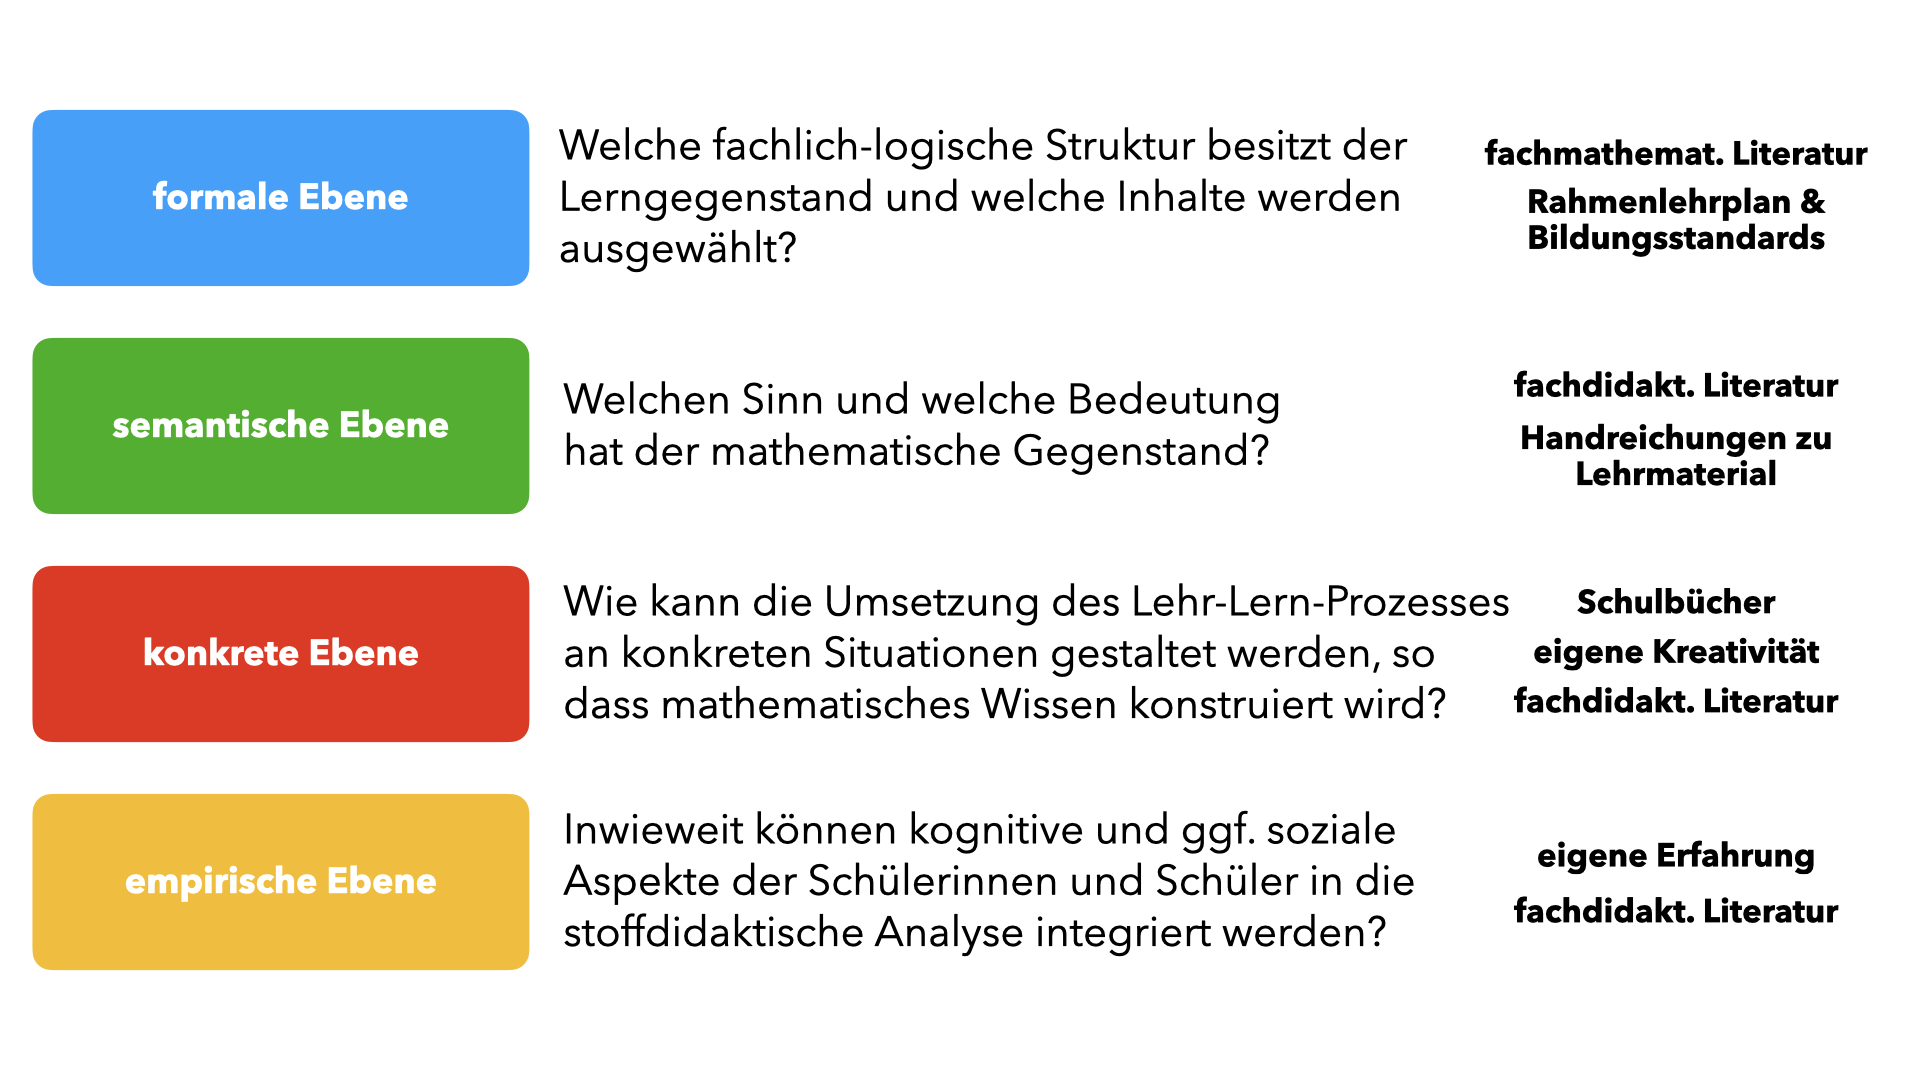 formale Ebene
Welche fachlich-logische Struktur besitzt der
Lerngegenstand und welche Inhalte werden
ausgewählt?
fachmathemat. Literatur
Rahmenlehrplan &
Bildungsstandards
semantische Ebene
Welchen Sinn und welche Bedeutung
hat der mathematische Gegenstand?
fachdidakt. Literatur
Handreichungen zu
Lehrmaterial
konkrete Ebene
Wie kann die Umsetzung des Lehr-Lern-Prozesses
an konkreten Situationen gestaltet werden, so
dass mathematisches Wissen konstruiert wird?
Schulbücher
eigene Kreativität
fachdidakt. Literatur
empirische Ebene
Inwieweit können kognitive und ggf. soziale
Aspekte der Schülerinnen und Schüler in die
stoffdidaktische Analyse integriert werden?
eigene Erfahrung
fachdidakt. Literatur